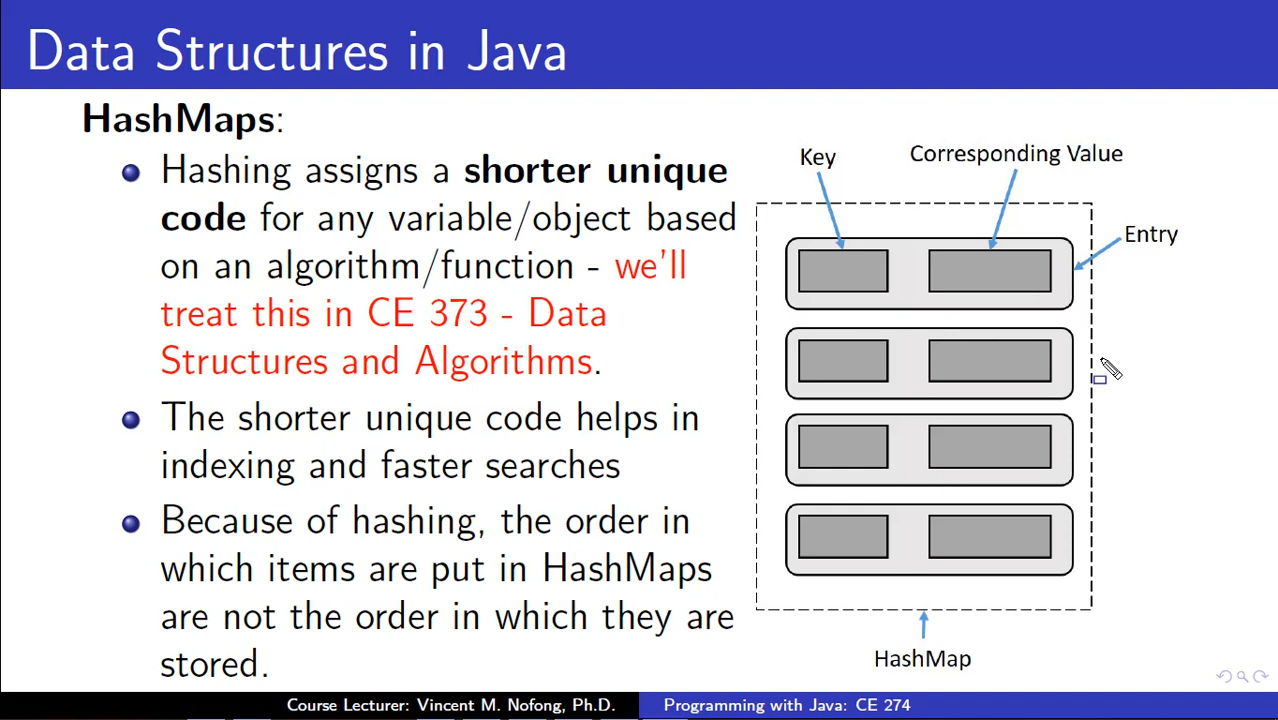 Data Structures in Java
HashMaps:
Hashing assigns a shorter unique
code for any variable/object based
on an algorithm/function - we'll
treat this in CE 373 - Data
Structures and Algorithms.
The shorter unique code helps in
indexing and faster searches
Because of hashing, the order in
which items are put in HashMaps
are not the order in which they are
stored.
Key
Corresponding Value
Entry
HashMap
Course Lecturer: Vincent M. Nofong, Ph.D.
Programming with Java: CE 274